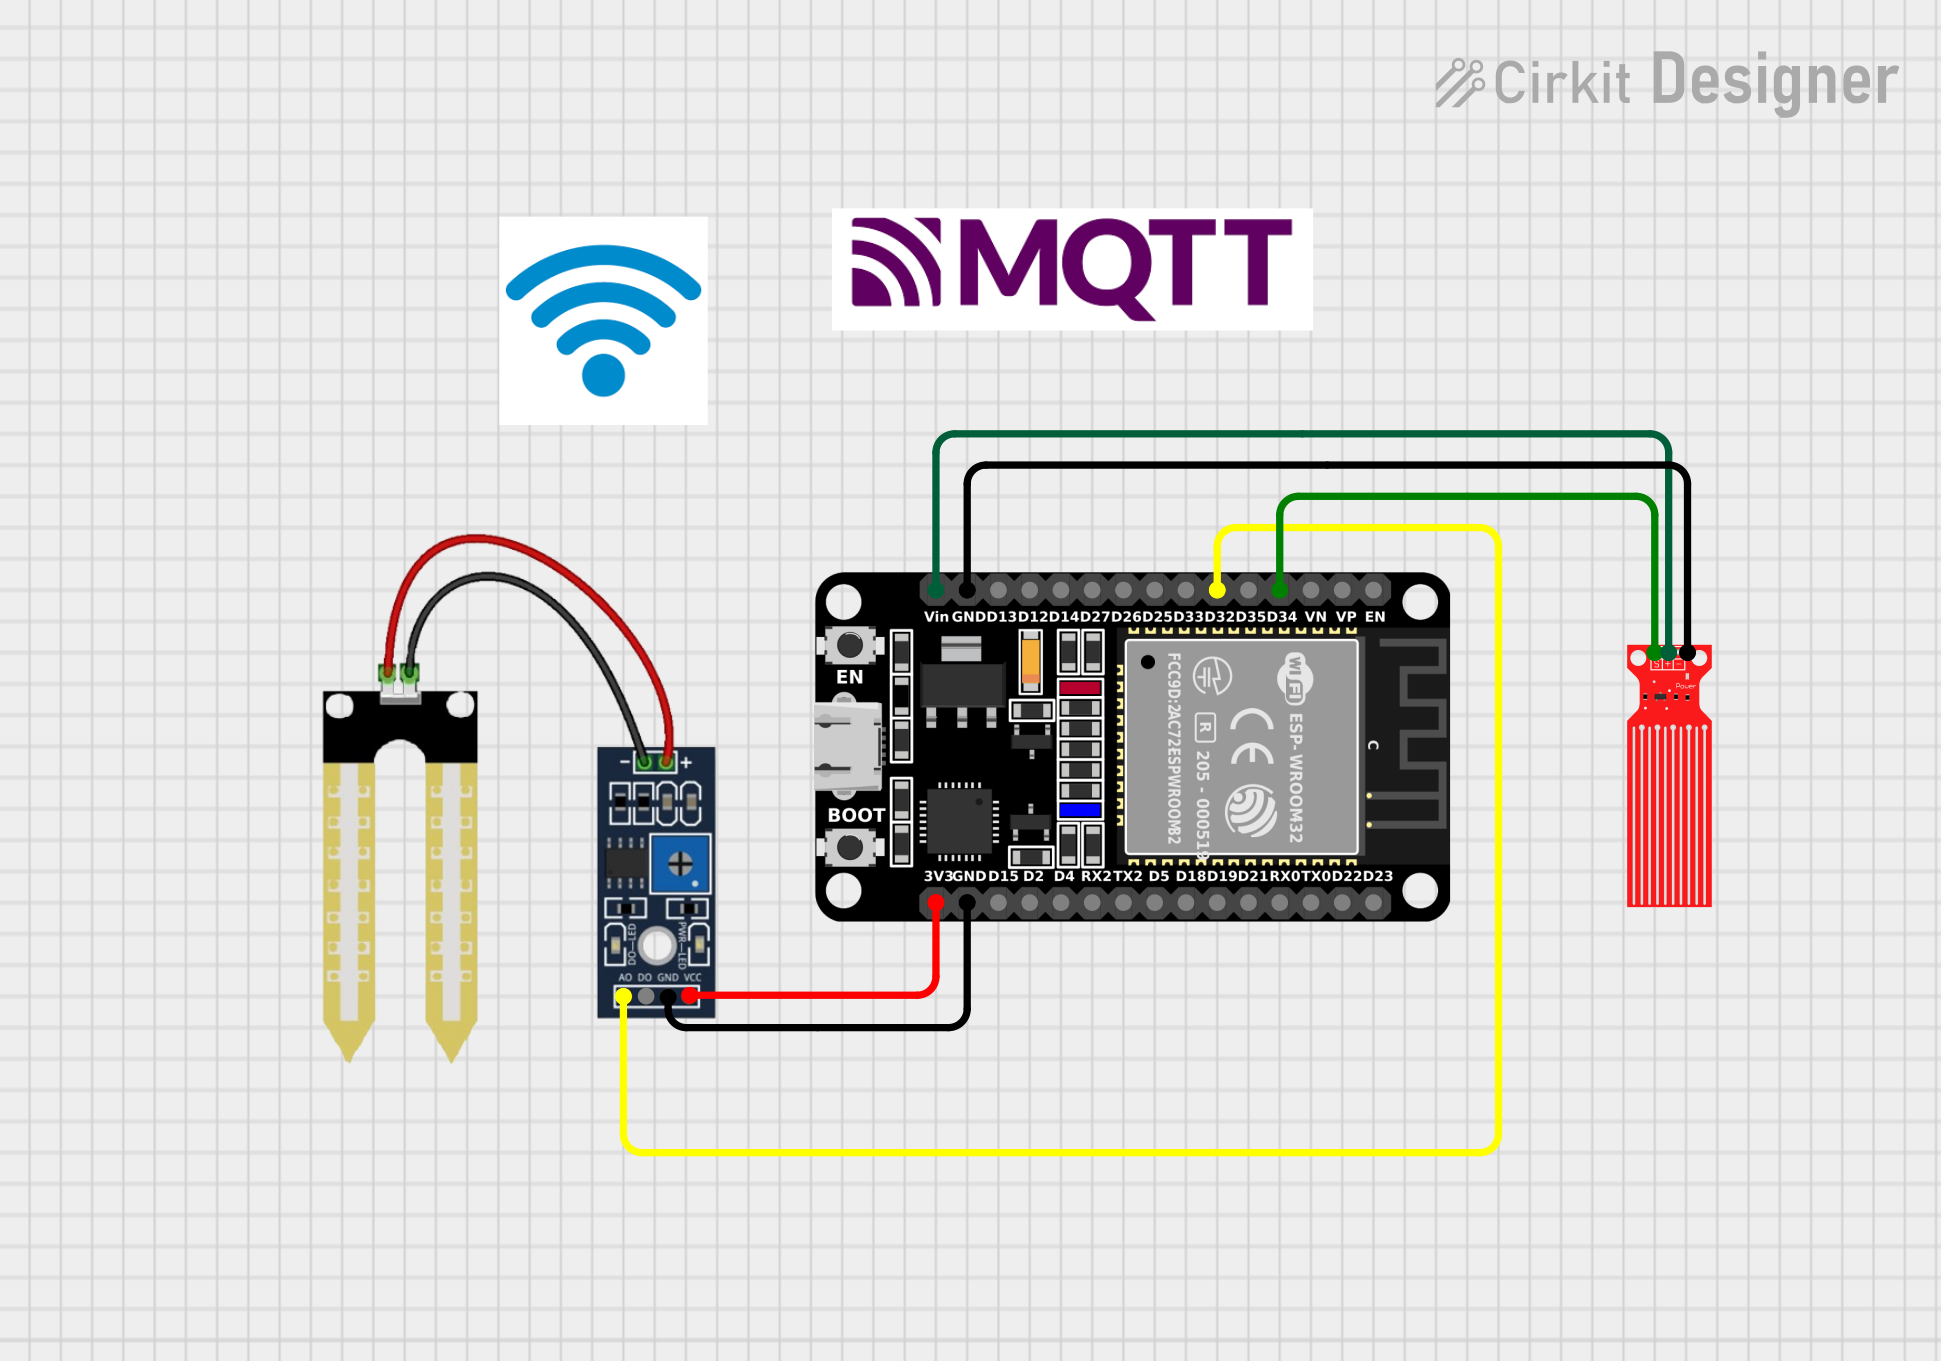 Cirkit Designer
MQTT
Vin GND D13 D12 D14 D27 D26 D25 D33 D32 D35 D34 VN VP EN
EN
BOOT
FCC9D:2AC72ESPWROOM32
R
205 - 000519
WiFi
ESP-WROOM32
CE
C
3V3 GND D15 D2 D4 RX2 TX2 D5 D18 D19 D21 RX0 TX0 D22 D23
S + -
Power
- +
DO-LED
PWR-LED
AO DO GND VCC